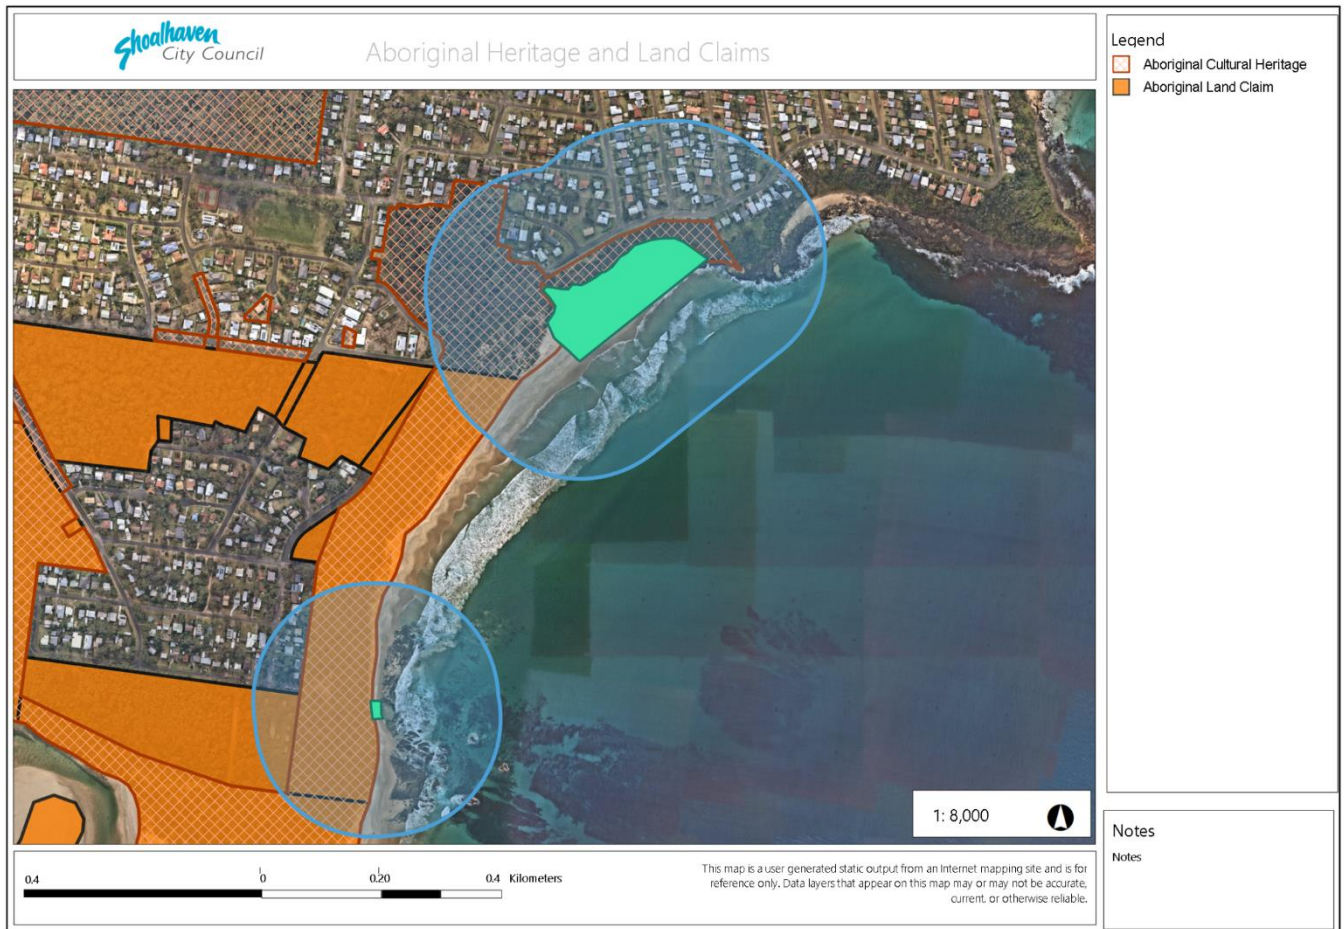 Shoalhaven
City Council
Aboriginal Heritage and Land Claims
Legend
Aboriginal Cultural Heritage
Aboriginal Land Claim
1: 8,000
Notes
Notes
0.4 0 0.20 0.4 Kilometers
This map is a user generated static output from an Internet mapping site and is for
reference only. Data layers that appear on this map may or may not be accurate,
current, or otherwise reliable.